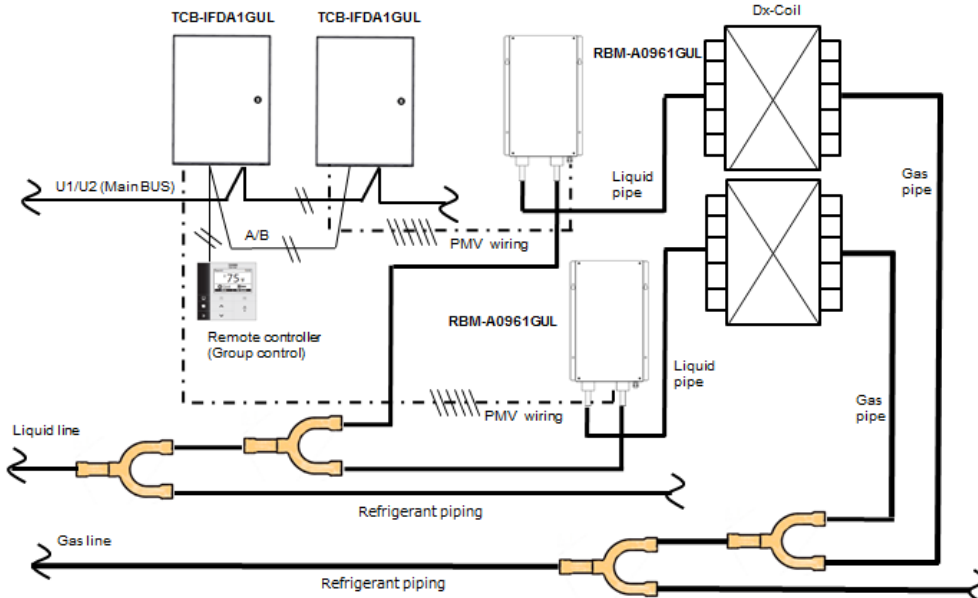 TCB-IFDA1GUL
TCB-IFDA1GUL
Dx-Coil
RBM-A0961GUL
U1/U2 (Main BUS)
Liquid
pipe
Gas
pipe
A/B
PMV wiring
75
RBM-A0961GUL
Remote controller
(Group control)
Liquid
pipe
Gas
pipe
PMV wiring
Liquid line
Refrigerant piping
Gas line
Refrigerant piping